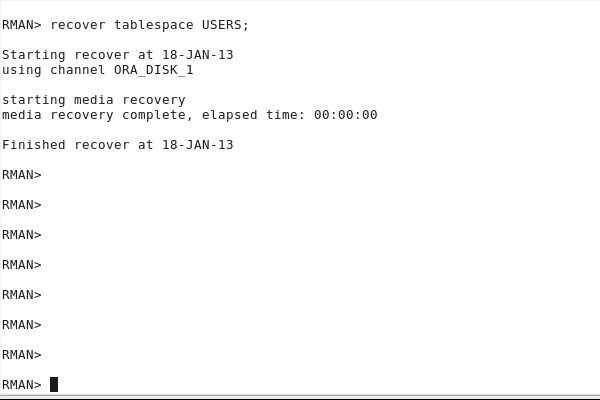 RMAN> recover tablespace USERS;
Starting recover at 18-JAN-13
using channel ORA_DISK_1
starting media recovery
media recovery complete, elapsed time: 00:00:00
Finished recover at 18-JAN-13
RMAN>
RMAN>
RMAN>
RMAN>
RMAN>
RMAN>
RMAN>
RMAN>